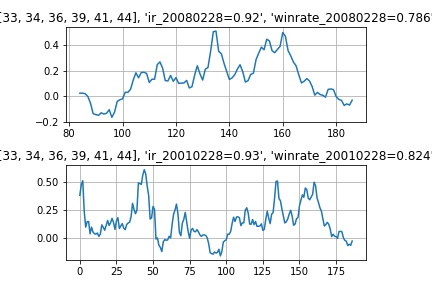 [33, 34, 36, 39, 41, 44], 'ir_20080228=0.92', 'winrate_20080228=0.786'
0.4
0.2
0.0
−0.2
80 100 120 140 160 180
[33, 34, 36, 39, 41, 44], 'ir_20010228=0.93', 'winrate_20010228=0.824'
0.50
0.25
0.00
0 25 50 75 100 125 150 175